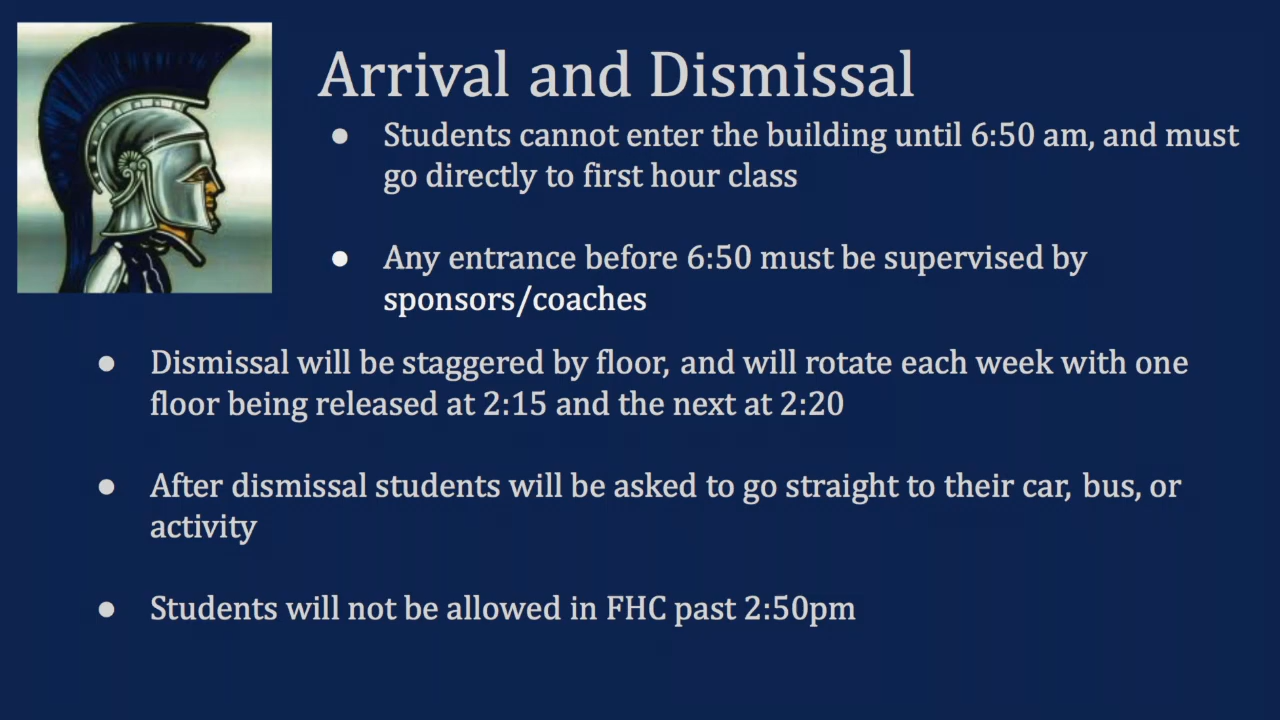 Arrival and Dismissal
● Students cannot enter the building until 6:50 am, and must
go directly to first hour class
● Any entrance before 6:50 must be supervised by
sponsors/coaches
● Dismissal will be staggered by floor, and will rotate each week with one
floor being released at 2:15 and the next at 2:20
● After dismissal students will be asked to go straight to their car, bus, or
activity
● Students will not be allowed in FHC past 2:50pm